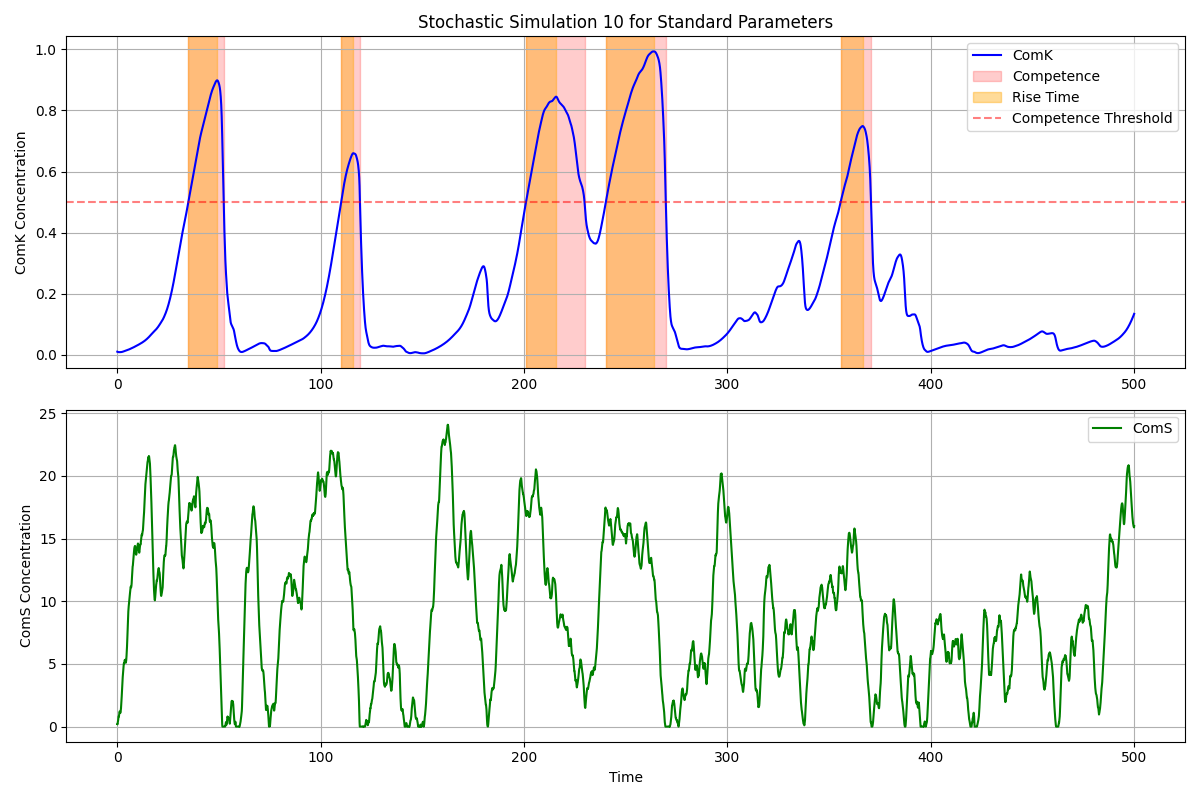 Stochastic Simulation 10 for Standard Parameters
ComK Concentration
1.0
0.8
0.6
0.4
0.2
0.0
ComK
Competence
Rise Time
Competence Threshold
0 100 200 300 400 500
ComS Concentration
25
20
15
10
5
0
ComS
0 100 200 300 400 500
Time